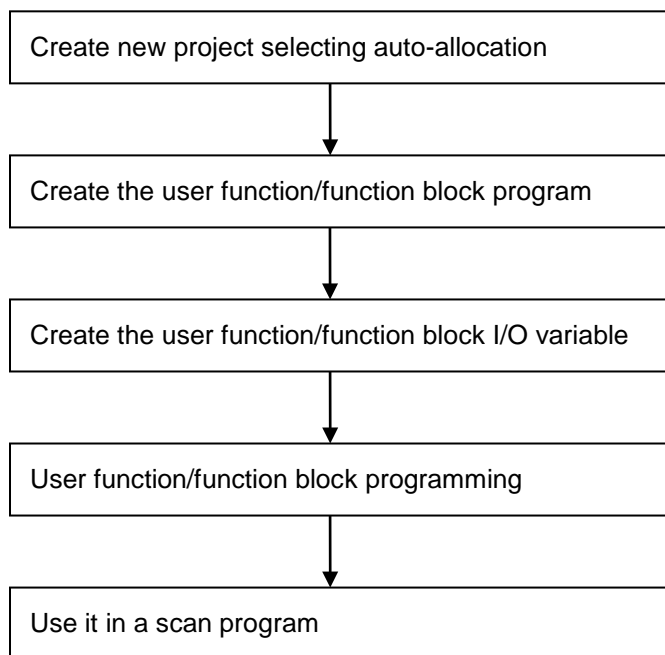 Create new project selecting auto-allocation
Create the user function/function block program
Create the user function/function block I/O variable
User function/function block programming
Use it in a scan program